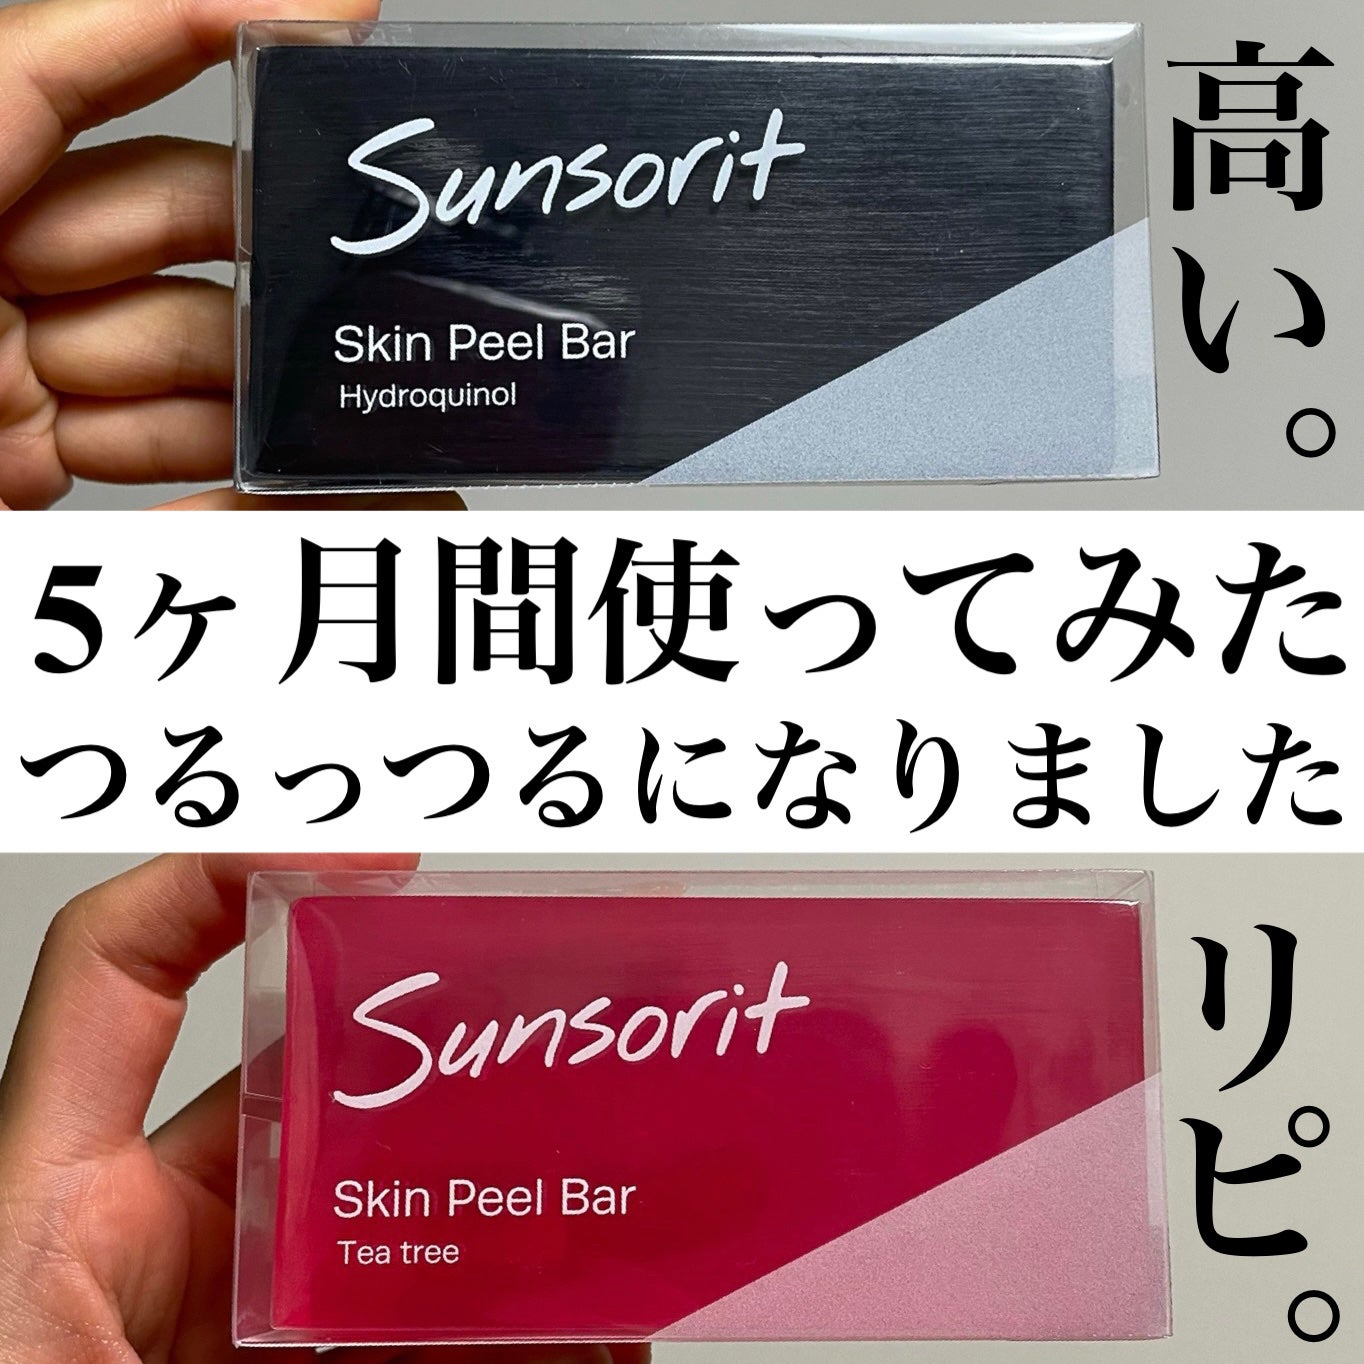 Sunsorit
Skin Peel Bar
Hydroquinol
高い。
5ヶ月間使ってみた
つるっつるになりました
Sunsorit
Skin Peel Bar
Tea tree
リピ。